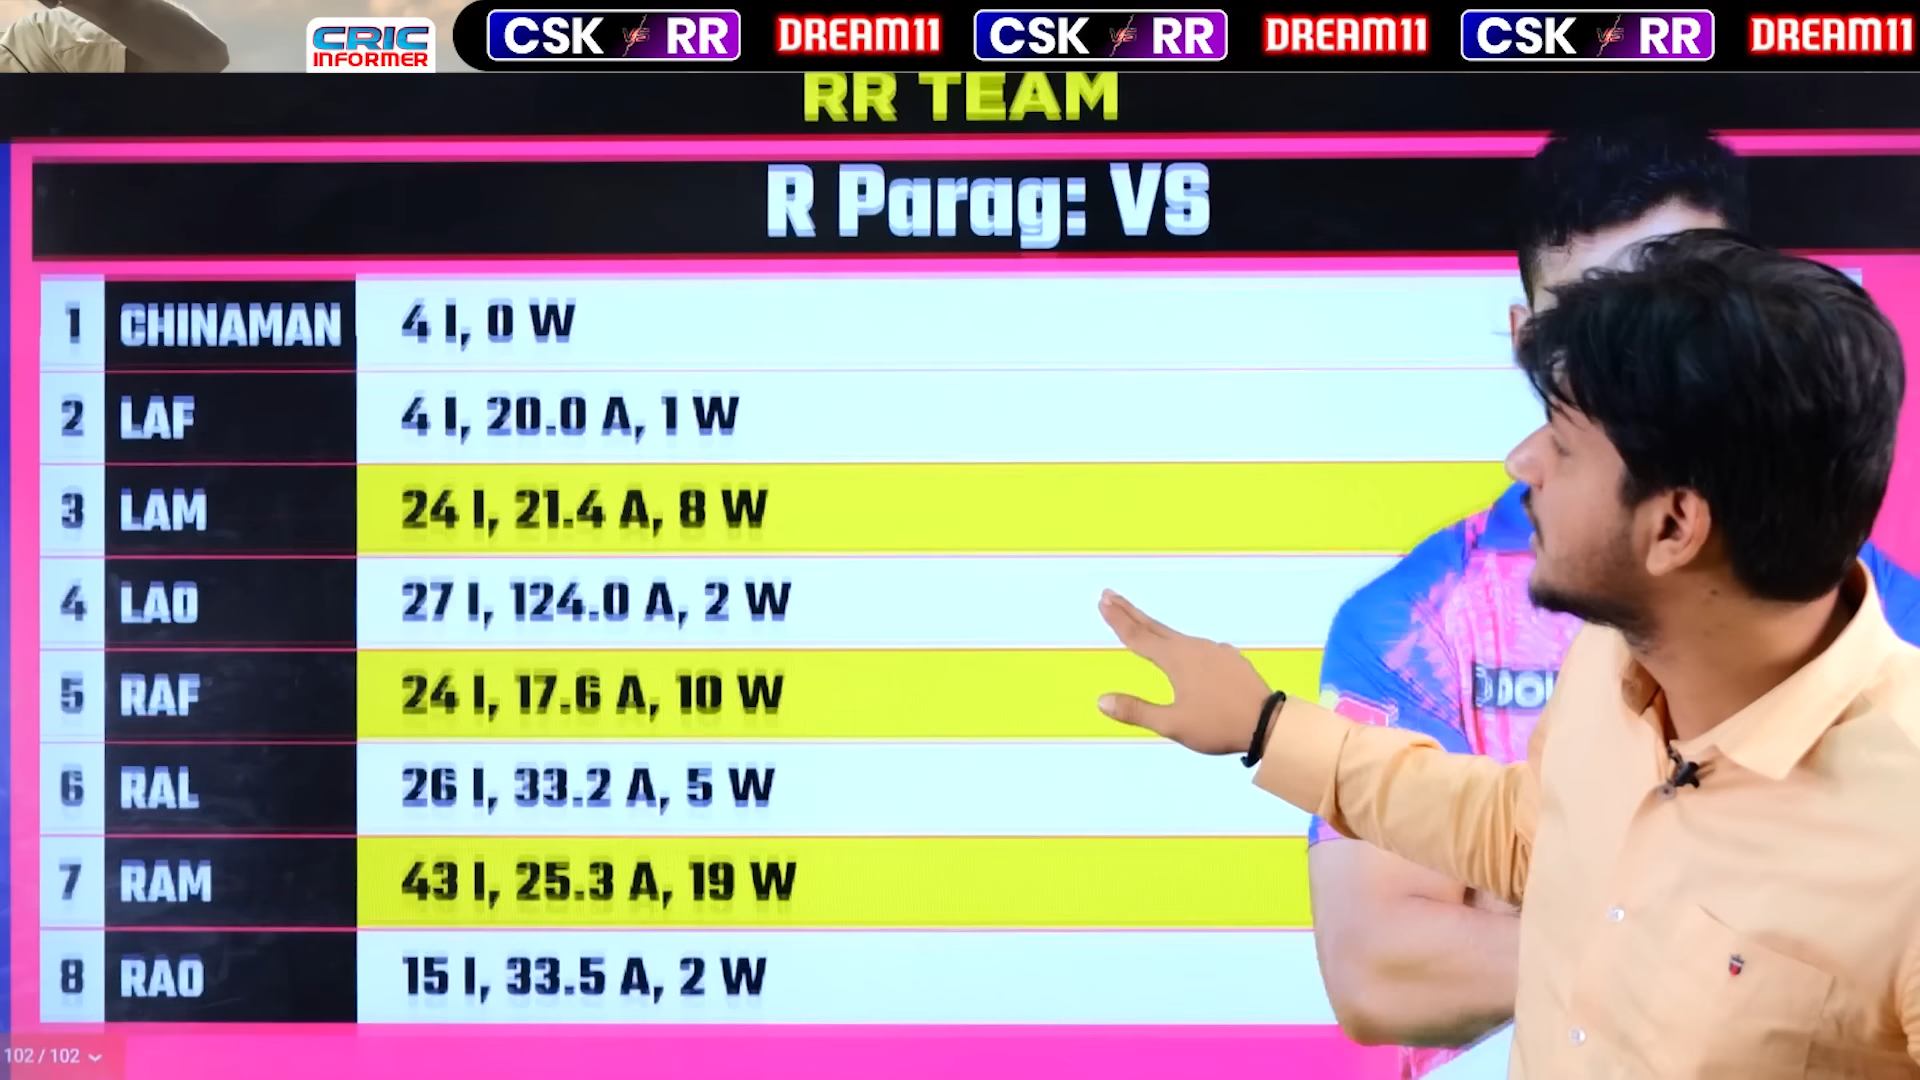 CRIC
INFORMER
CSK VS RR DREAM11 CSK VS RR DREAM11 CSK VS RR DREAM11
RR TEAM
R Parag: VS
1 CHINAMAN 4 I, 0 W
2 LAF 4 I, 20.0 A, 1 W
3 LAM 24 I, 21.4 A, 8 W
4 LAO 27 I, 124.0 A, 2 W
5 RAF 24 I, 17.6 A, 10 W
6 RAL 26 I, 33.2 A, 5 W
7 RAM 43 I, 25.3 A, 19 W
8 RAO 15 I, 33.5 A, 2 W
102 / 102